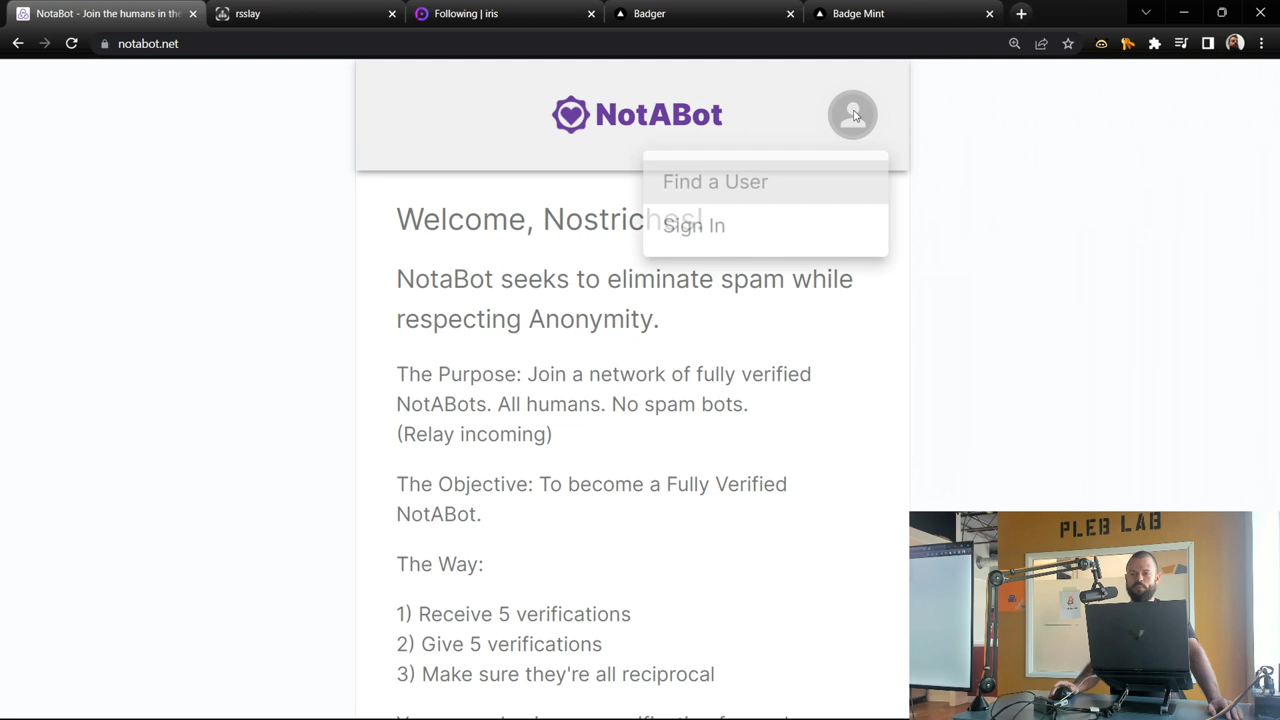 NotaBot - Join the humans in the
rsslay
Following | iris
Badger
Badge Mint
notabot.net
NotABot
Find a User
Sign In
Welcome, Nostriches!
NotaBot seeks to eliminate spam while
respecting Anonymity.
The Purpose: Join a network of fully verified
NotABots. All humans. No spam bots.
(Relay incoming)
The Objective: To become a Fully Verified
NotABot.
The Way:
1) Receive 5 verifications
2) Give 5 verifications
3) Make sure they're all reciprocal
PLEB LAB